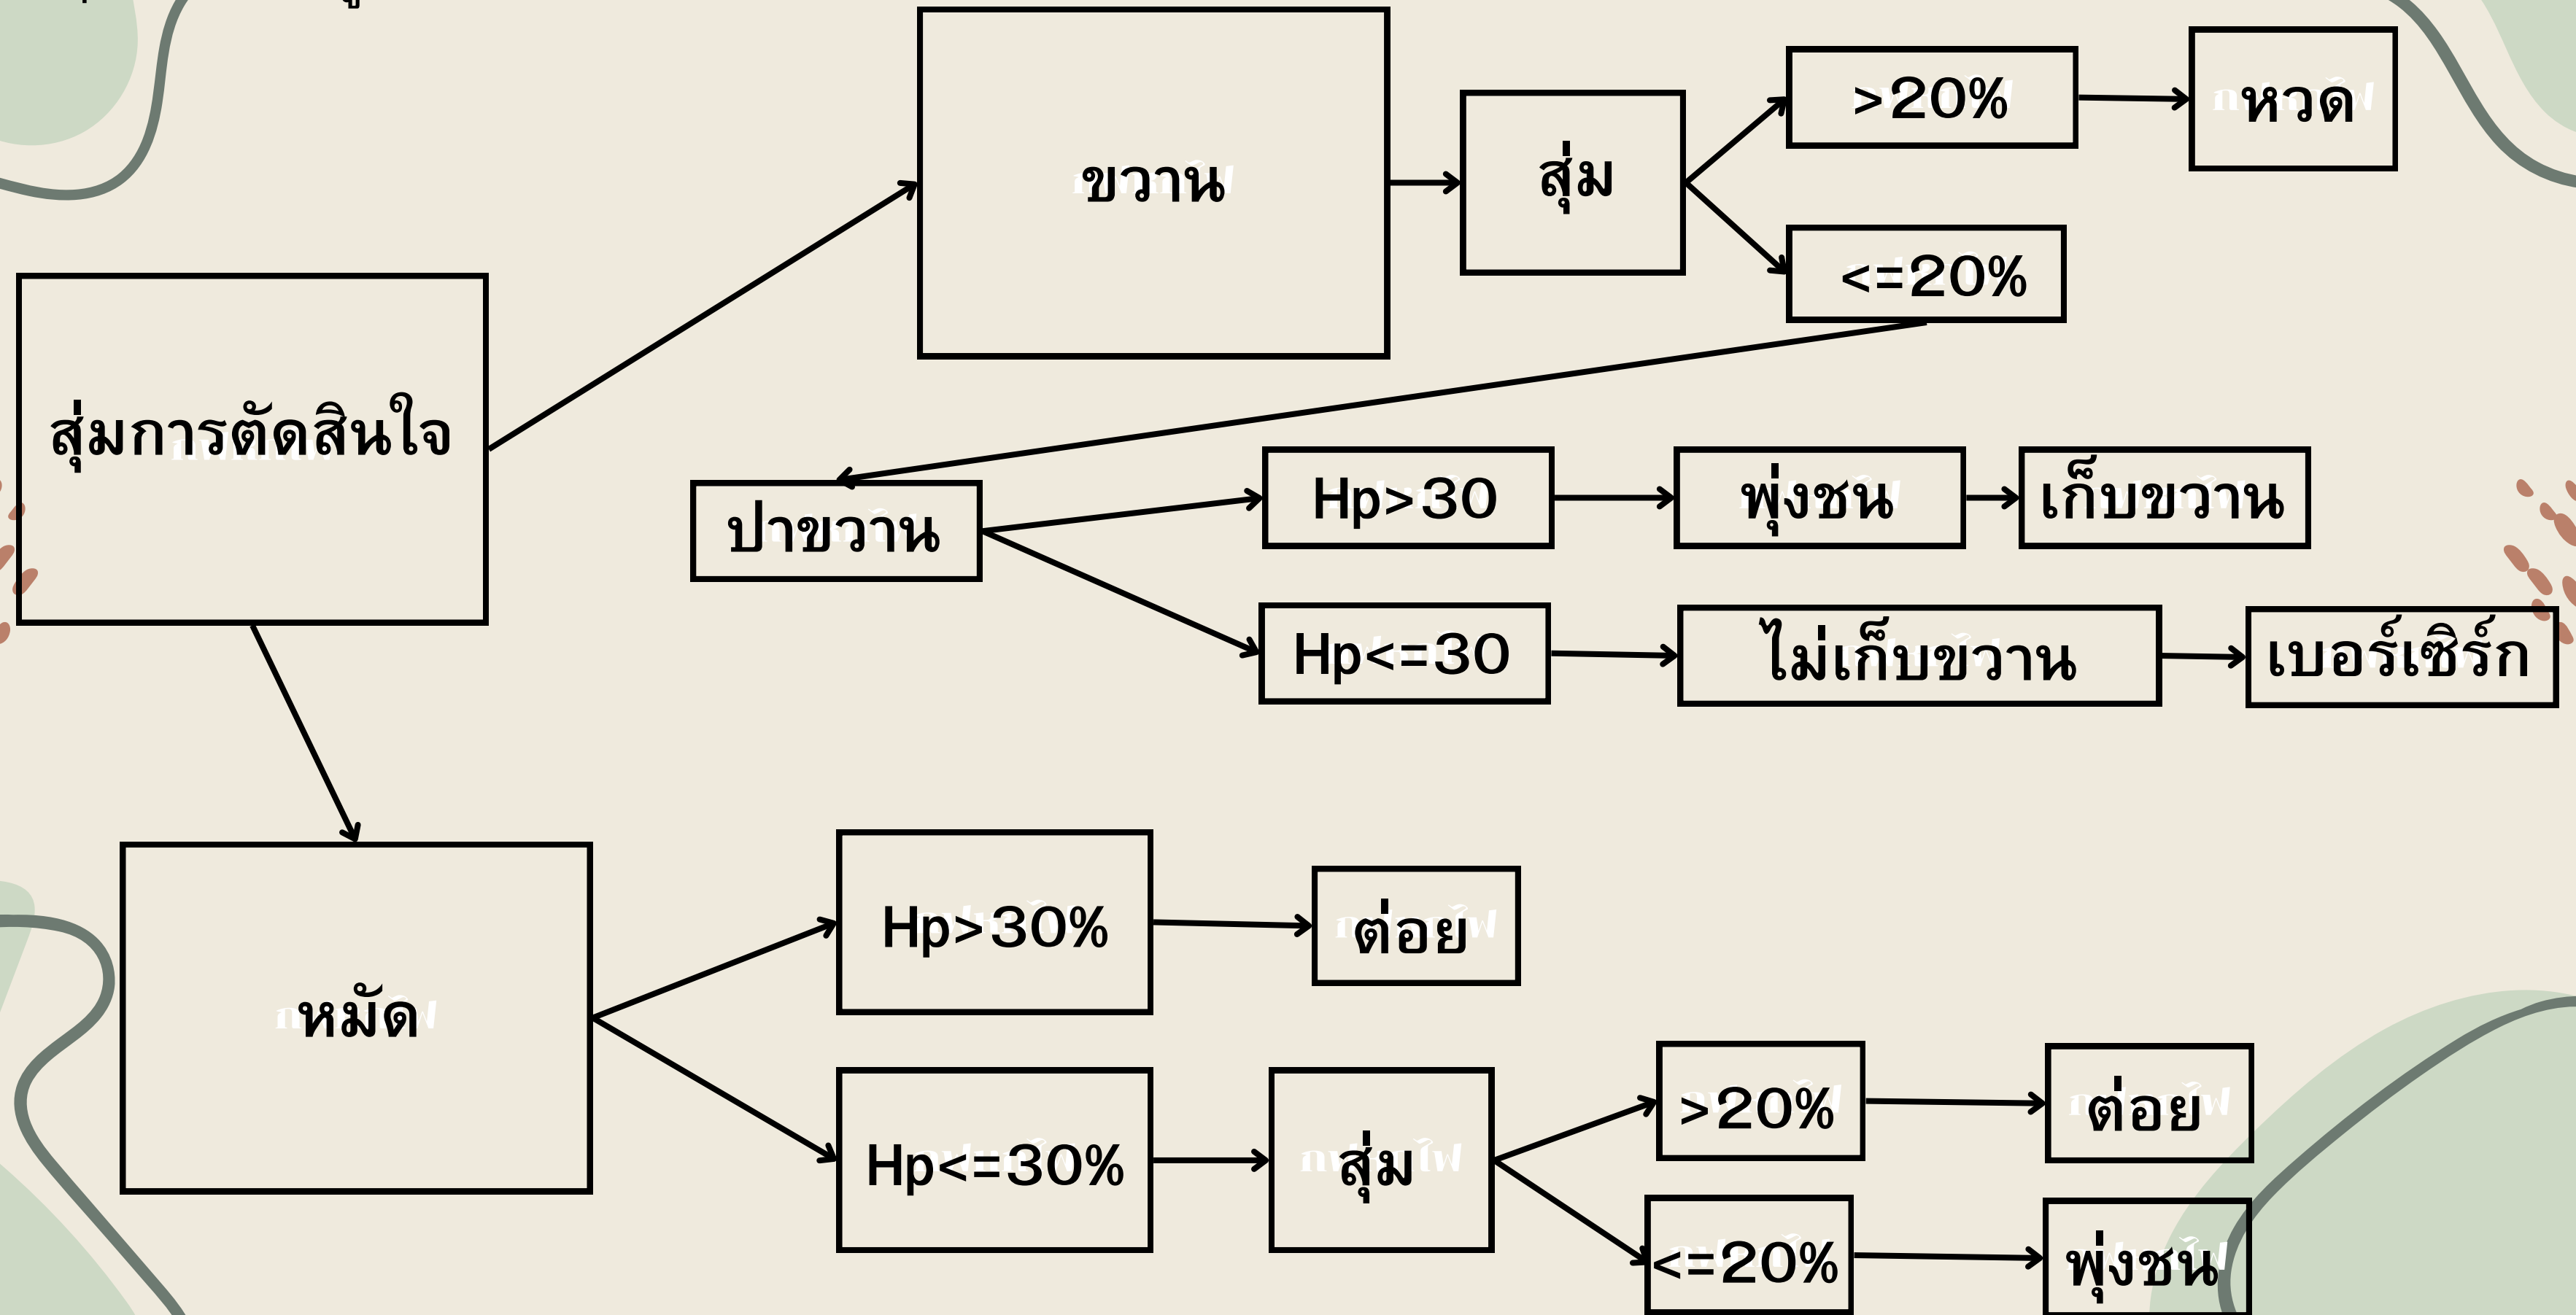 ขวาน
สุ่ม
>20%
หวด
<=20%
สุ่มการตัดสินใจ
ปาขวาน
Hp>30
พุ่งชน
เก็บขวาน
Hp<=30
ไม่เก็บขวาน
เบอร์เซิร์ก
หมัด
Hp>30%
ต่อย
Hp<=30%
สุ่ม
>20%
ต่อย
<=20%
พุ่งชน